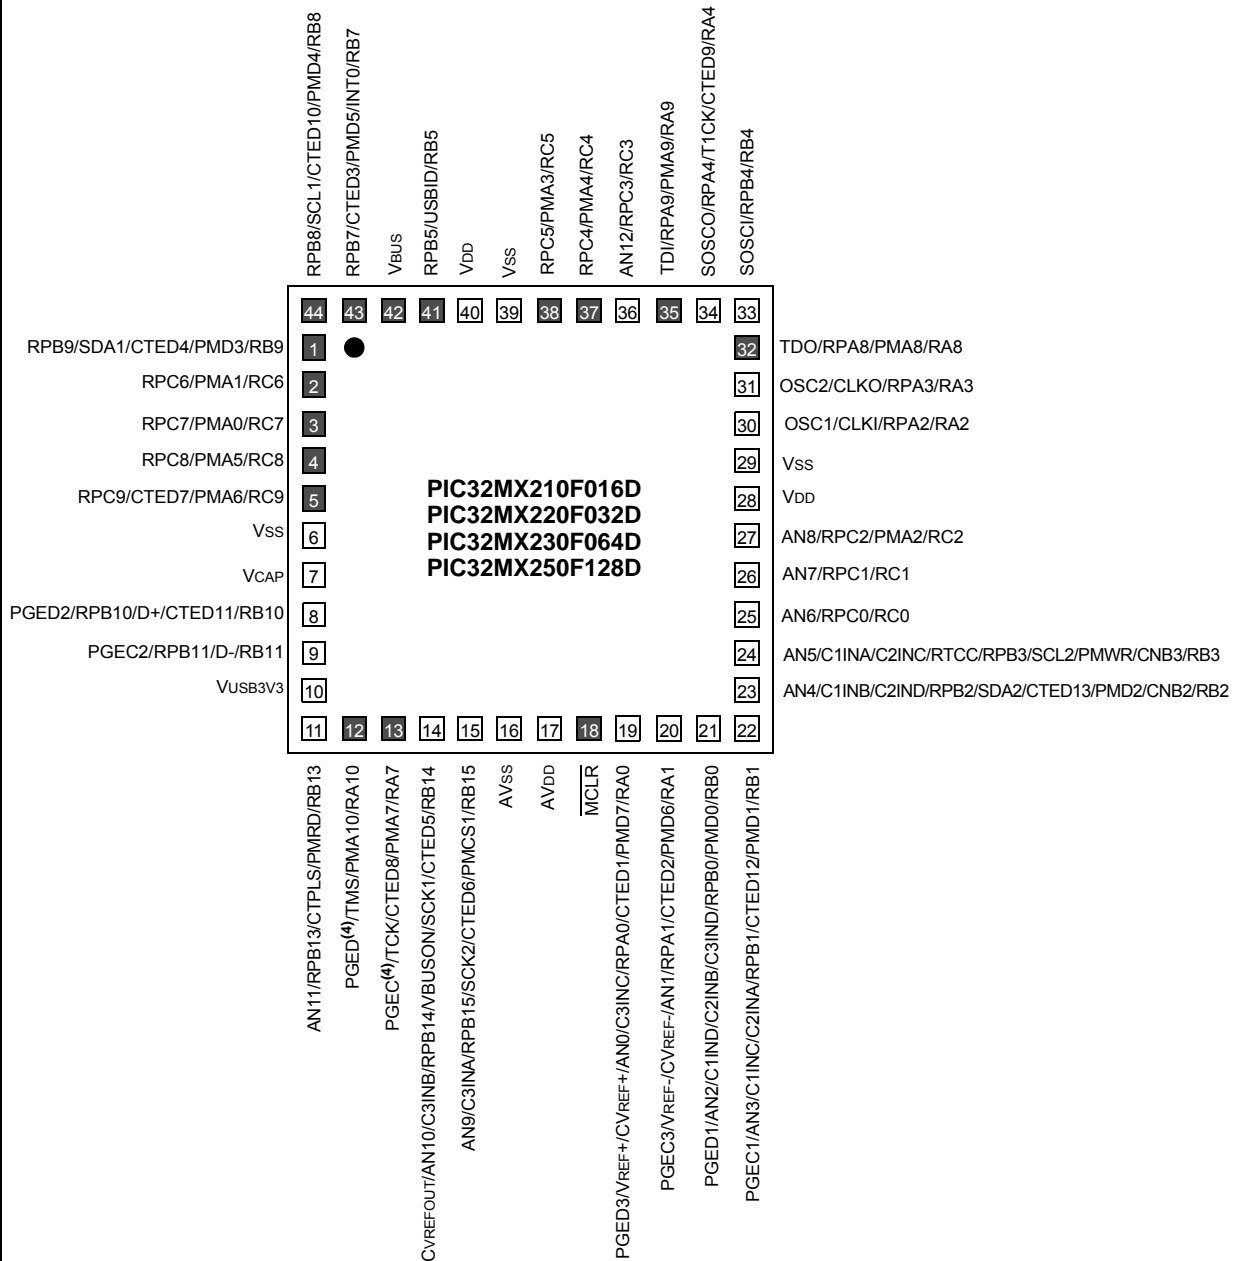 RPB8/SCL1/CTED10/PMD4/RB8
RPB7/CTED3/PMD5/INT0/RB7
VBUS
RPB5/USBID/RB5
VDD
VSS
RPC5/PMA3/RC5
RPC4/PMA4/RC4
AN12/RPC3/RC3
TDI/RPA9/PMA9/RA9
SOSCO/RPA4/T1CK/CTED9/RA4
SOSCI/RPB4/RB4
44 43 42 41 40 39 38 37 36 35 34 33
RPB9/SDA1/CTED4/PMD3/RB9 1
RPC6/PMA1/RC6 2
RPC7/PMA0/RC7 3
RPC8/PMA5/RC8 4
RPC9/CTED7/PMA6/RC9 5
VSS 6
VCAP 7
PGED2/RPB10/D+/CTED11/RB10 8
PGEC2/RPB11/D-/RB11 9
VUSB3V3 10
PIC32MX210F016D
PIC32MX220F032D
PIC32MX230F064D
PIC32MX250F128D
32 TDO/RPA8/PMA8/RA8
31 OSC2/CLKO/RPA3/RA3
30 OSC1/CLKI/RPA2/RA2
29 VSS
28 VDD
27 AN8/RPC2/PMA2/RC2
26 AN7/RPC1/RC1
25 AN6/RPC0/RC0
24 AN5/C1INA/C2INC/RTCC/RPB3/SCL2/PMWR/CNB3/RB3
23 AN4/C1INB/C2IND/RPB2/SDA2/CTED13/PMD2/CNB2/RB2
11 12 13 14 15 16 17 18 19 20 21 22
AN11/RPB13/CTPLS/PMRD/RB13
PGED(4)/TMS/PMA10/RA10
PGEC(4)/TCK/CTED8/PMA7/RA7
CVREFOUT/AN10/C3INB/RPB14/VBUSON/SCK1/CTED5/RB14
AN9/C3INA/RPB15/SCK2/CTED6/PMCS1/RB15
AVSS
AVDD
MCLR
PGED3/VREF+/CVREF+/AN0/C3INC/RPA0/CTED1/PMD7/RA0
PGEC3/VREF-/CVREF-/AN1/RPA1/CTED2/PMD6/RA1
PGED1/AN2/C1IND/C2INB/C3IND/RPB0/PMD0/RB0
PGEC1/AN3/C1INC/C2INA/RPB1/CTED12/PMD1/RB1